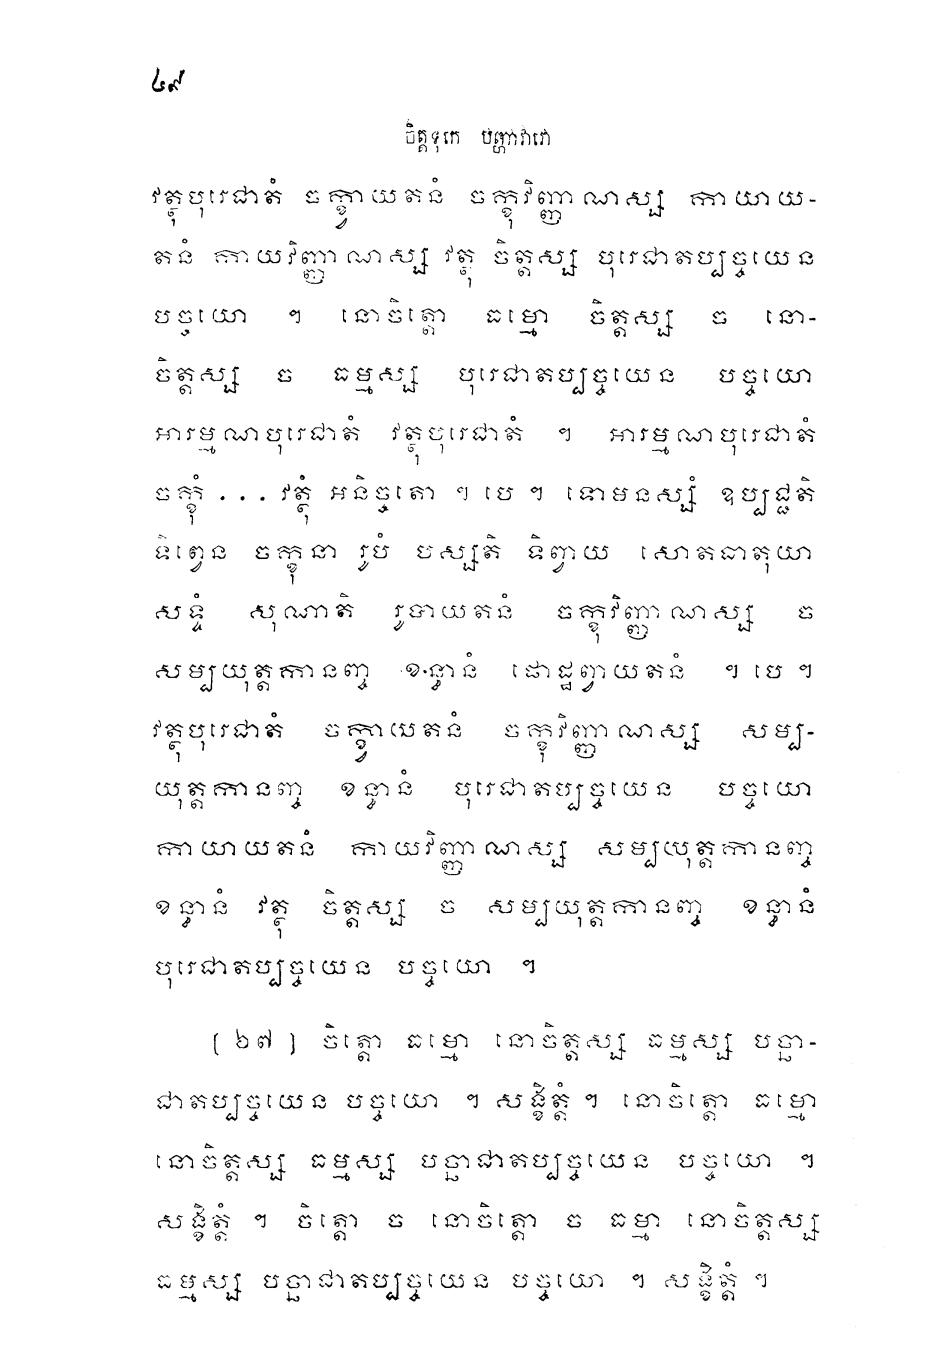 ៤៩
ចិត្តទុកេ បញ្ហាវារោ
វត្ថុបុរេជាតំ ចក្ខ្វាយតនំ ចក្ខុវិញ្ញាណស្ស កាយាយ-
តនំ កាយវិញ្ញាណស្ស វត្ថុ ចិត្តស្ស បុរេជាតប្បច្ចយេន
បច្ចយោ ។ នោចិត្តោ ធម្មោ ចិត្តស្ស ច នោ-
ចិត្តស្ស ច ធម្មស្ស បុរេជាតប្បច្ចយេន បច្ចយោ
អារម្មណបុរេជាតំ វត្ថុបុរេជាតំ ។ អារម្មណបុរេជាតំ
ចក្ខុំ ... វត្ថុំ អនិច្ចតោ ។ បេ ។ ទោមនស្សំ ឧប្បជ្ជតិ
ទិព្វេន ចក្ខុនា រូបំ បស្សតិ ទិព្វាយ សោតធាតុយា
សទ្ទំ សុណាតិ រូបាយតនំ ចក្ខុវិញ្ញាណស្ស ច
សម្បយុត្តកានញ្ច ខន្ធានំ ផោដ្ឋព្វាយតនំ ។ បេ ។
វត្ថុបុរេជាតំ ចក្ខ្វាយតនំ ចក្ខុវិញ្ញាណស្ស សម្ប-
យុត្តកានញ្ច ខន្ធានំ បុរេជាតប្បច្ចយេន បច្ចយោ
កាយាយតនំ កាយវិញ្ញាណស្ស សម្បយុត្តកានញ្ច
ខន្ធានំ វត្ថុ ចិត្តស្ស ច សម្បយុត្តកានញ្ច ខន្ធានំ
បុរេជាតប្បច្ចយេន បច្ចយោ ។
[ ២៧ ] ចិត្តោ ធម្មោ នោចិត្តស្ស ធម្មស្ស បច្ឆា-
ជាតប្បច្ចយេន បច្ចយោ ។ សង្ខិត្តំ ។ នោចិត្តោ ធម្មោ
នោចិត្តស្ស ធម្មស្ស បច្ឆាជាតប្បច្ចយេន បច្ចយោ ។
សង្ខិត្តំ ។ ចិត្តោ ច នោចិត្តោ ច ធម្មា នោចិត្តស្ស
ធម្មស្ស បច្ឆាជាតប្បច្ចយេន បច្ចយោ ។ សង្ខិត្តំ ។